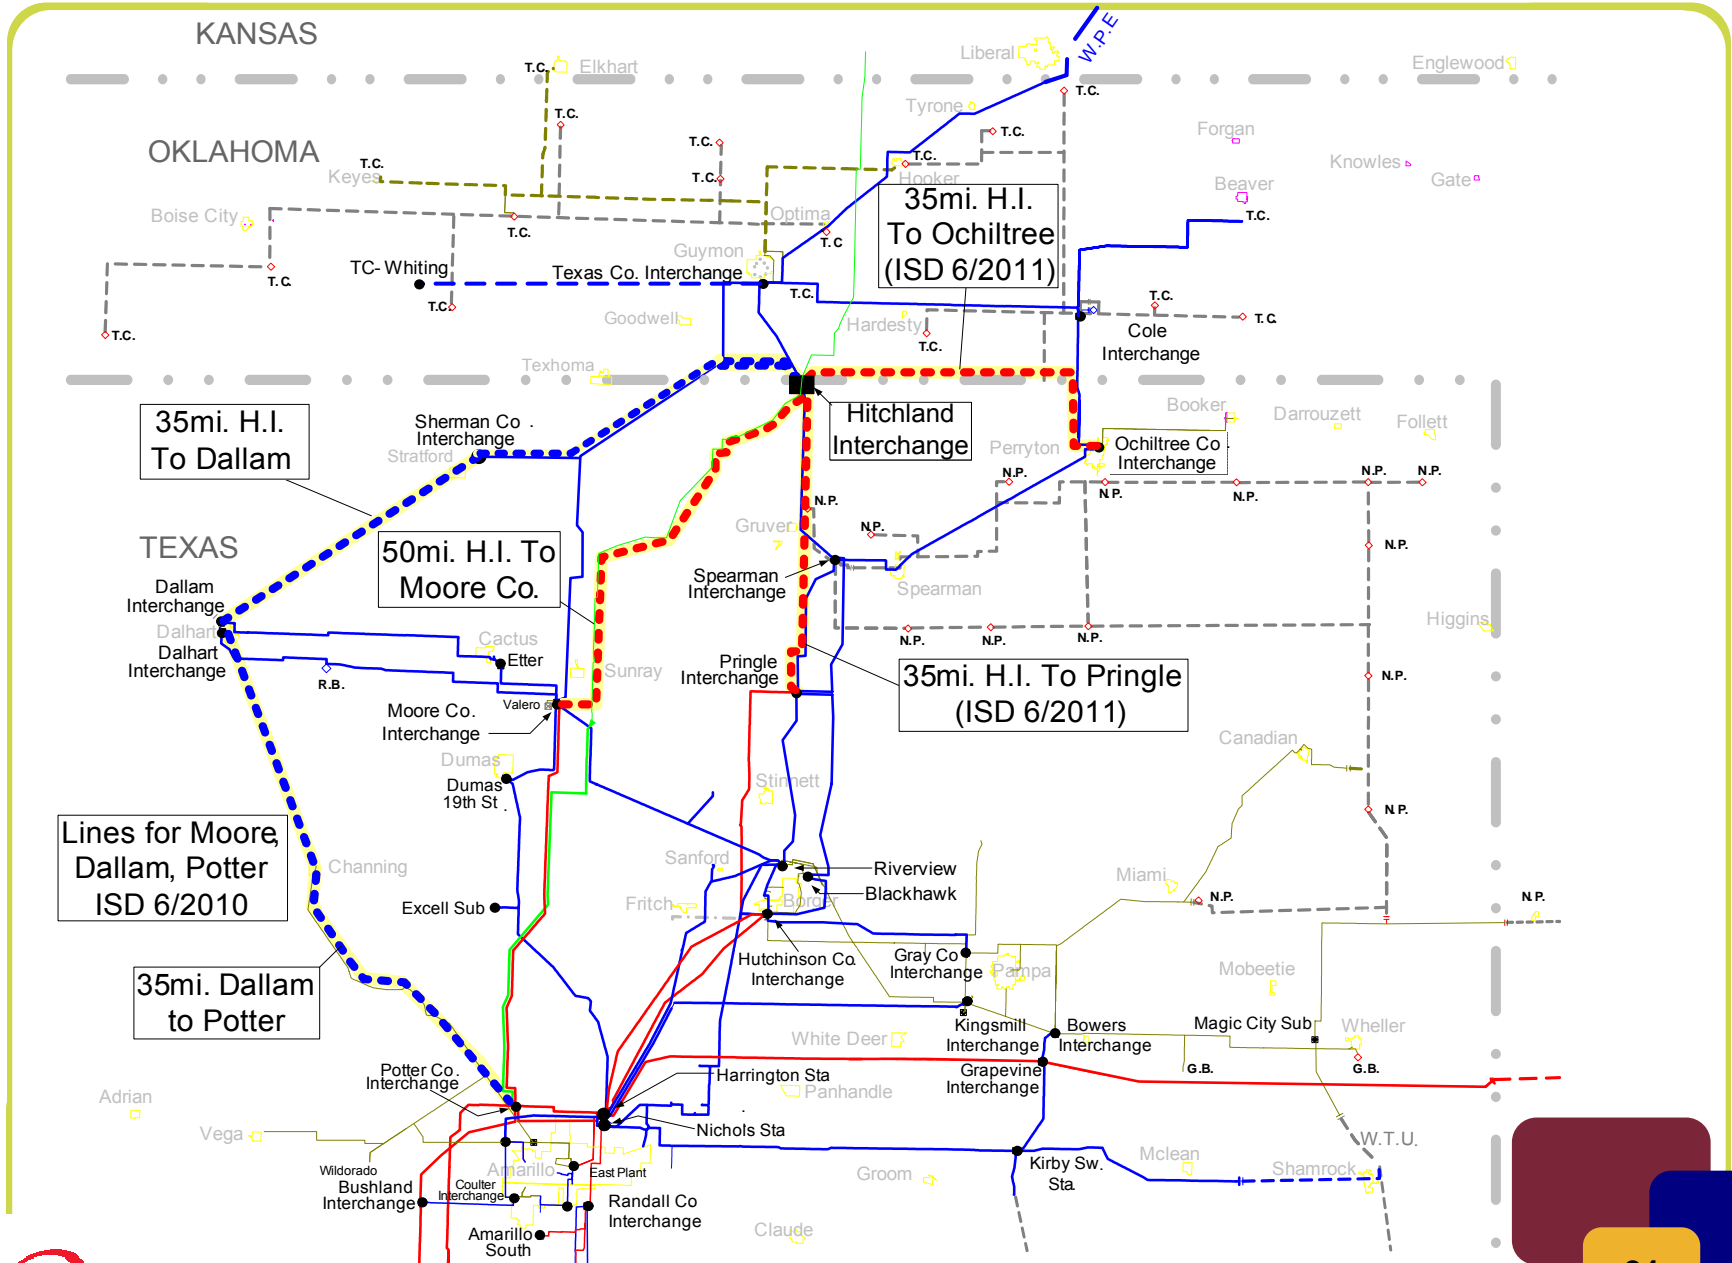 KANSAS
Liberal
W.P.E
Englewood
T.C.
Elkhart
T.C.
Tyrone
T.C.
Forgan
OKLAHOMA
T.C.
T.C.
T.C.
T.C.
Knowles
Keyes
T.C.
Hooker
Beaver
Gate
35mi. H.I.
To Ochiltree
(ISD 6/2011)
Boise City
T.C.
Optima
T.C
T.C.
Guymon
TC- Whiting
Texas Co. Interchange
T.C.
T.C.
T.C.
T.C.
T.C.
Goodwell
Hardesty
T.C.
T.C.
Cole
Interchange
Texhoma
35mi. H.I.
To Dallam
Sherman Co .
Interchange
Stratford
Hitchland
Interchange
Booker
Darrouzett
Follett
Perryton
Ochiltree Co .
Interchange
N.P.
N.P.
N.P.
N.P.
N.P.
N.P.
TEXAS
50mi. H.I. To
Moore Co.
Gruver
N.P.
N.P.
Spearman
Interchange
Spearman
Dallam
Interchange
Dalhart
Dalhart
Interchange
Cactus
Etter
R.B.
Sunray
Pringle
Interchange
N.P.
N.P.
N.P.
Higgins
35mi. H.I. To Pringle
(ISD 6/2011)
N.P.
Valero
Moore Co.
Interchange
Dumas
Dumas
19th St .
Stinnett
Canadian
N.P.
Lines for Moore,
Dallam, Potter
ISD 6/2010
Channing
Sanford
Riverview
Blackhawk
Miami
N.P.
N.P.
Excell Sub
Fritch
Borger
Hutchinson Co.
Interchange
Gray Co
Interchange
Pampa
Mobeetie
35mi. Dallam
to Potter
White Deer
Kingsmill
Interchange
Bowers
Interchange
Magic City Sub
Wheller
Potter Co.
Interchange
Harrington Sta
Grapevine
Interchange
G.B.
G.B.
Adrian
Panhandle
Vega
Nichols Sta
W.T.U.
Wildorado
Bushland
Interchange
Amarillo
Coulter
Interchange
East Plant
Groom
Kirby Sw.
Sta.
Mclean
Shamrock
Randall Co
Interchange
Amarillo
South
Claude